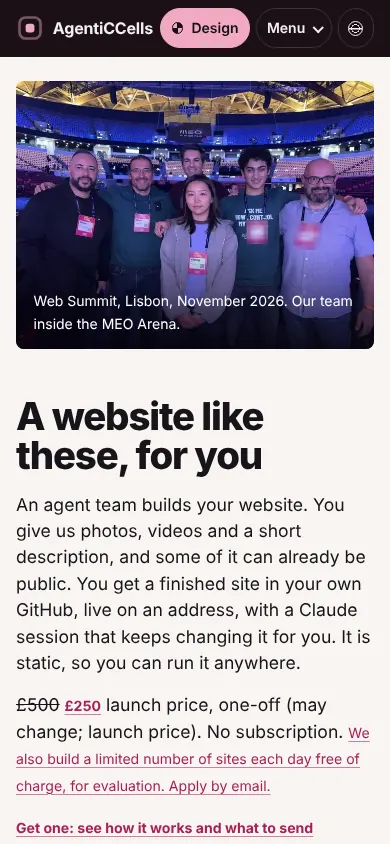 AgentiCCells
Design
Menu
MEO
Web Summit, Lisbon, November 2026. Our team
inside the MEO Arena.
A website like
these, for you
An agent team builds your website. You
give us photos, videos and a short
description, and some of it can already be
public. You get a finished site in your own
GitHub, live on an address, with a Claude
session that keeps changing it for you. It is
static, so you can run it anywhere.
£500 £250 launch price, one-off (may
change; launch price). No subscription. We
also build a limited number of sites each day free of
charge, for evaluation. Apply by email.
Get one: see how it works and what to send